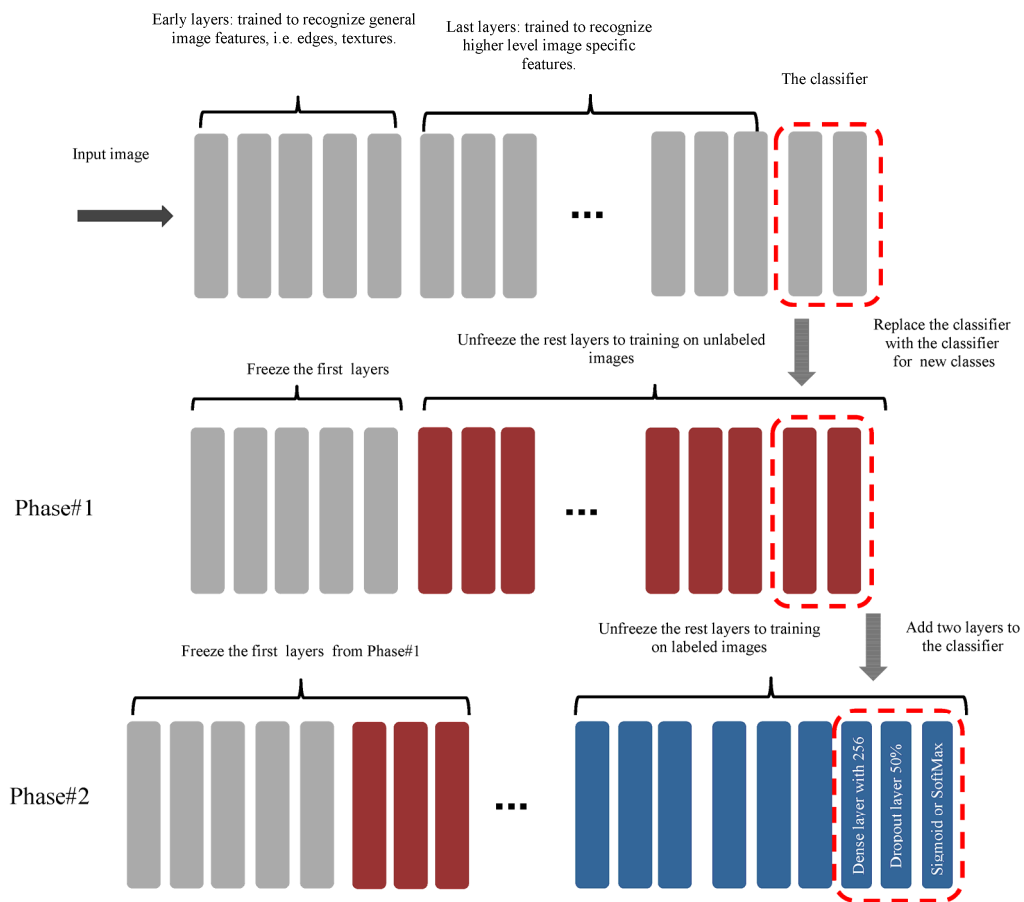 Early layers: trained to recognize general
image features, i.e. edges, textures.
Last layers: trained to recognize
higher level image specific
features.
The classifier
Input image
...
Replace the classifier
with the classifier
for new classes
Unfreeze the rest layers to training on unlabeled
images
Freeze the first layers
Phase#1
...
Add two layers to
the classifier
Unfreeze the rest layers to training
on labeled images
Freeze the first layers from Phase#1
Phase#2
...
Dense layer with 256
Dropout layer 50%
Sigmoid or SoftMax